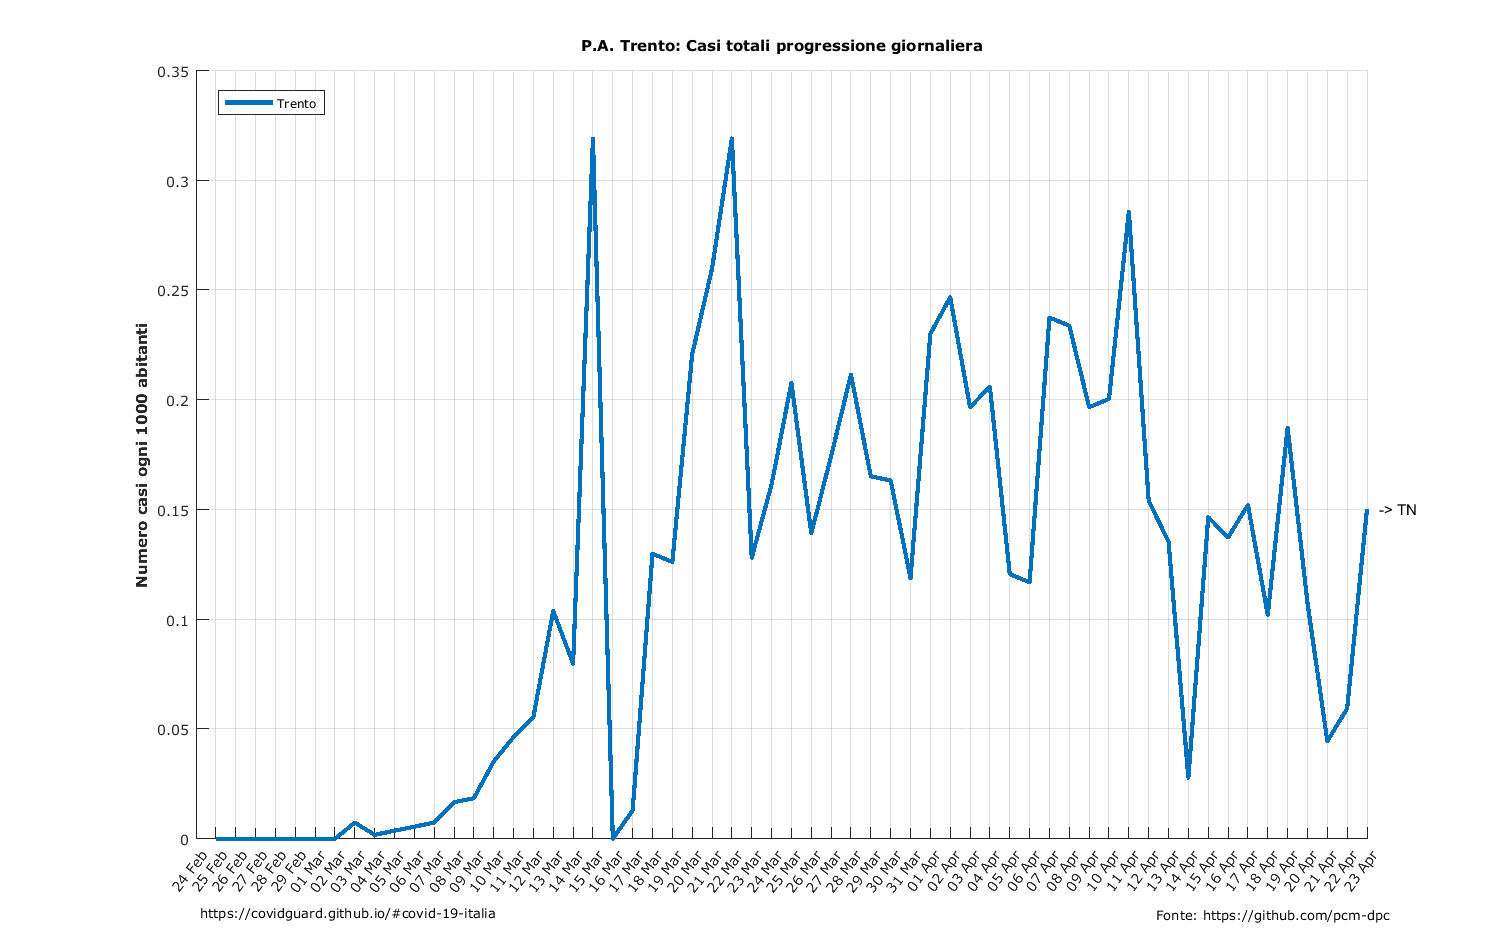 P.A. Trento: Casi totali progressione giornaliera
Trento
Numero casi ogni 1000 abitanti
0.35
0.3
0.25
0.2
0.15
0.1
0.05
0
-> TN
24 Feb
25 Feb
26 Feb
27 Feb
28 Feb
29 Feb
01 Mar
02 Mar
03 Mar
04 Mar
05 Mar
06 Mar
07 Mar
08 Mar
09 Mar
10 Mar
11 Mar
12 Mar
13 Mar
14 Mar
15 Mar
16 Mar
17 Mar
18 Mar
19 Mar
20 Mar
21 Mar
22 Mar
23 Mar
24 Mar
25 Mar
26 Mar
27 Mar
28 Mar
29 Mar
30 Mar
31 Mar
01 Apr
02 Apr
03 Apr
04 Apr
05 Apr
06 Apr
07 Apr
08 Apr
09 Apr
10 Apr
11 Apr
12 Apr
13 Apr
14 Apr
15 Apr
16 Apr
17 Apr
18 Apr
19 Apr
20 Apr
21 Apr
22 Apr
23 Apr
https://covidguard.github.io/#covid-19-italia
Fonte: https://github.com/pcm-dpc